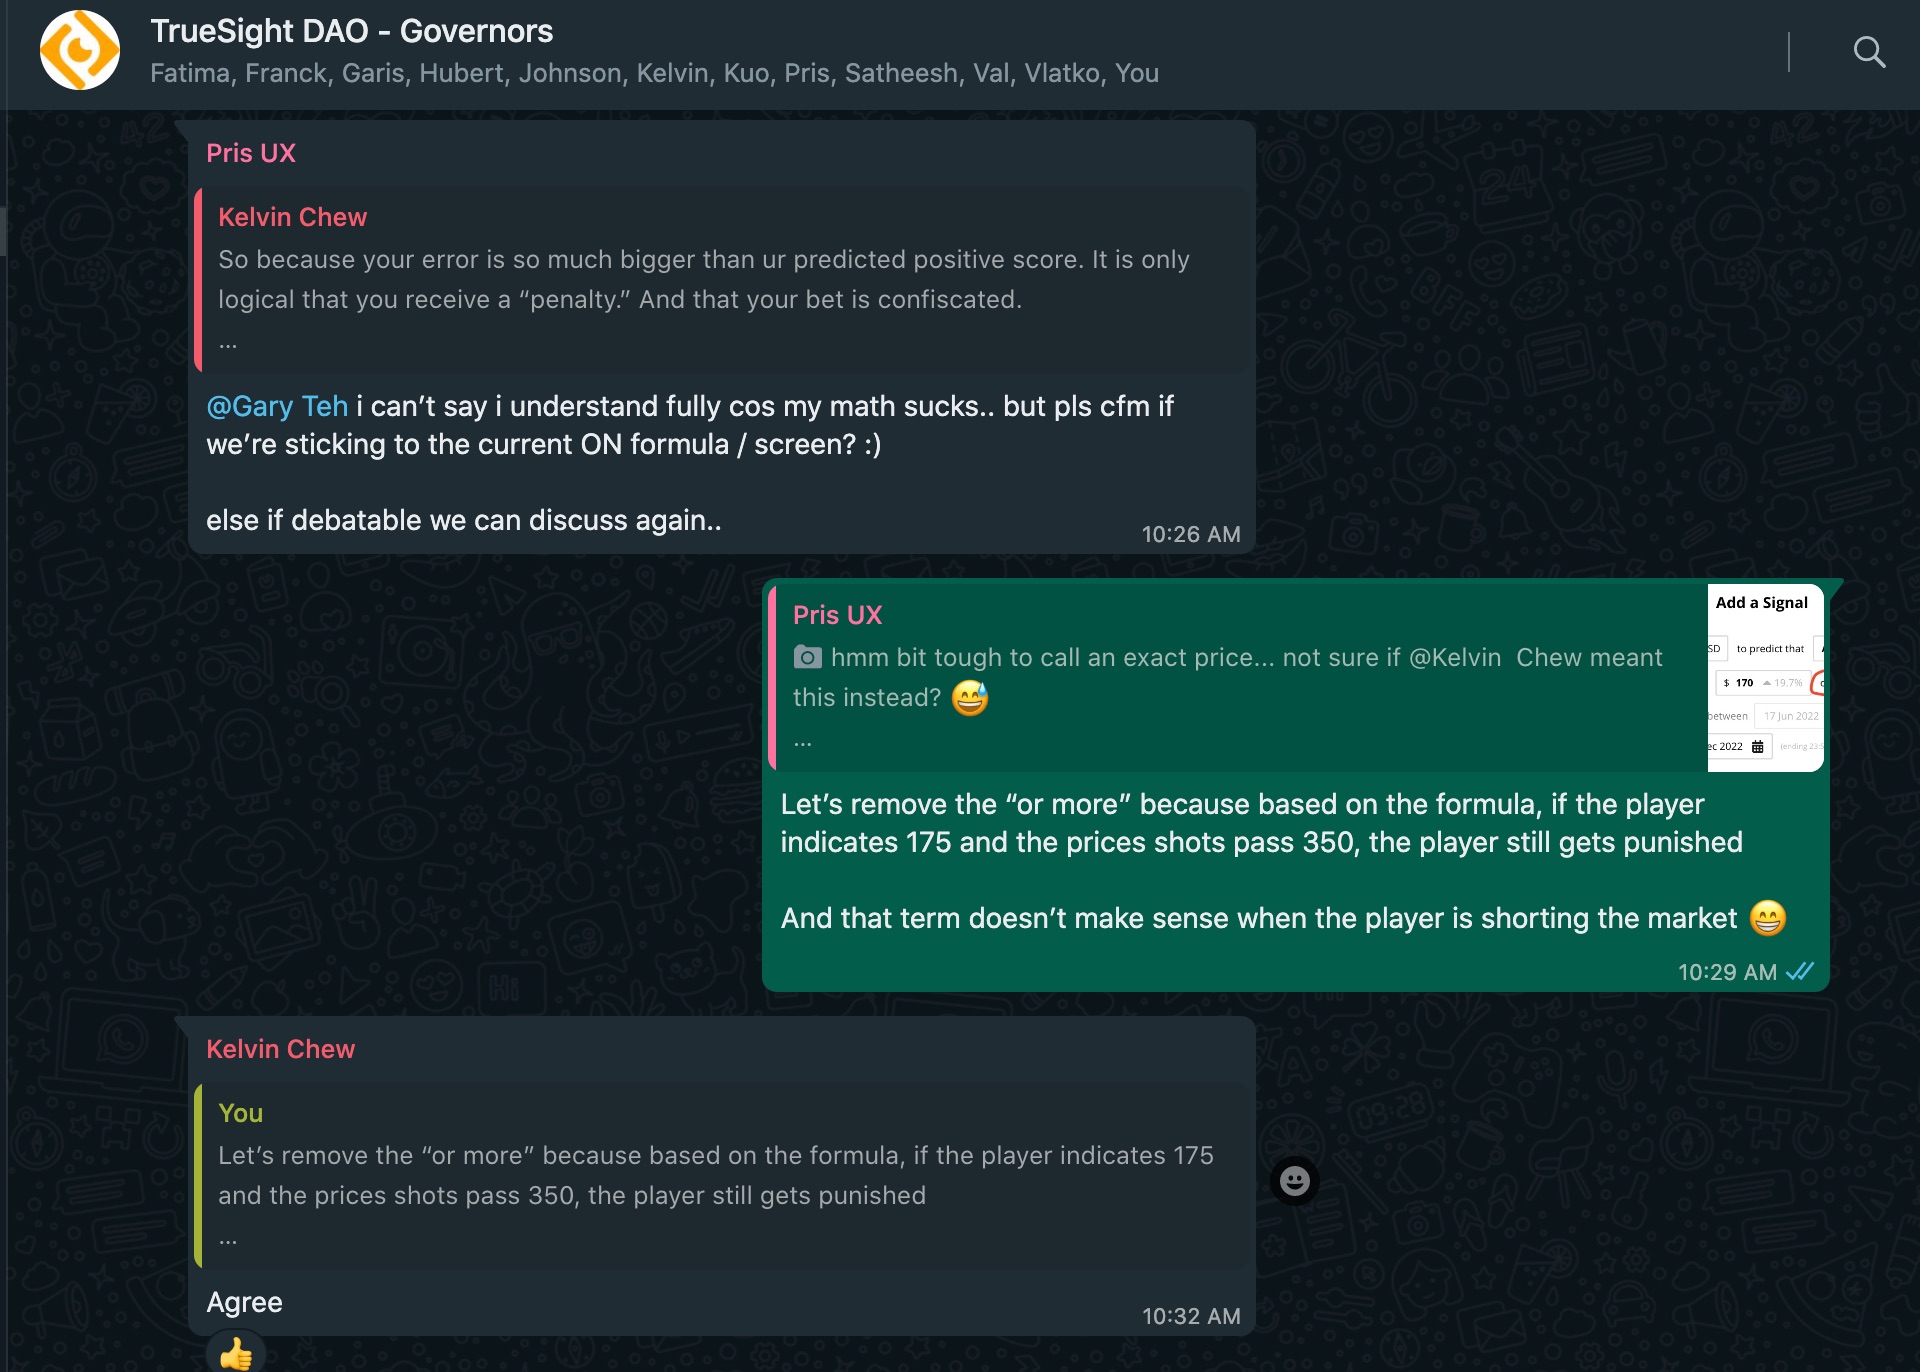 TrueSight DAO - Governors
Fatima, Franck, Garis, Hubert, Johnson, Kelvin, Kuo, Pris, Satheesh, Val, Vlatko, You
Pris UX
Kelvin Chew
So because your error is so much bigger than ur predicted positive score. It is only
logical that you receive a “penalty.” And that your bet is confiscated.
...
@Gary Teh i can’t say i understand fully cos my math sucks.. but pls cfm if
we’re sticking to the current ON formula / screen? :)
else if debatable we can discuss again..
10:26 AM
Pris UX
hmm bit tough to call an exact price... not sure if @Kelvin Chew meant
this instead? 😅
...
Add a Signal
SD to predict that
$ 170 19.7%
between 17 Jun 2022
ec 2022 (ending 23:5
Let’s remove the “or more” because based on the formula, if the player
indicates 175 and the prices shots pass 350, the player still gets punished
And that term doesn’t make sense when the player is shorting the market 😁
10:29 AM
Kelvin Chew
You
Let’s remove the “or more” because based on the formula, if the player indicates 175
and the prices shots pass 350, the player still gets punished
...
Agree
10:32 AM
👍